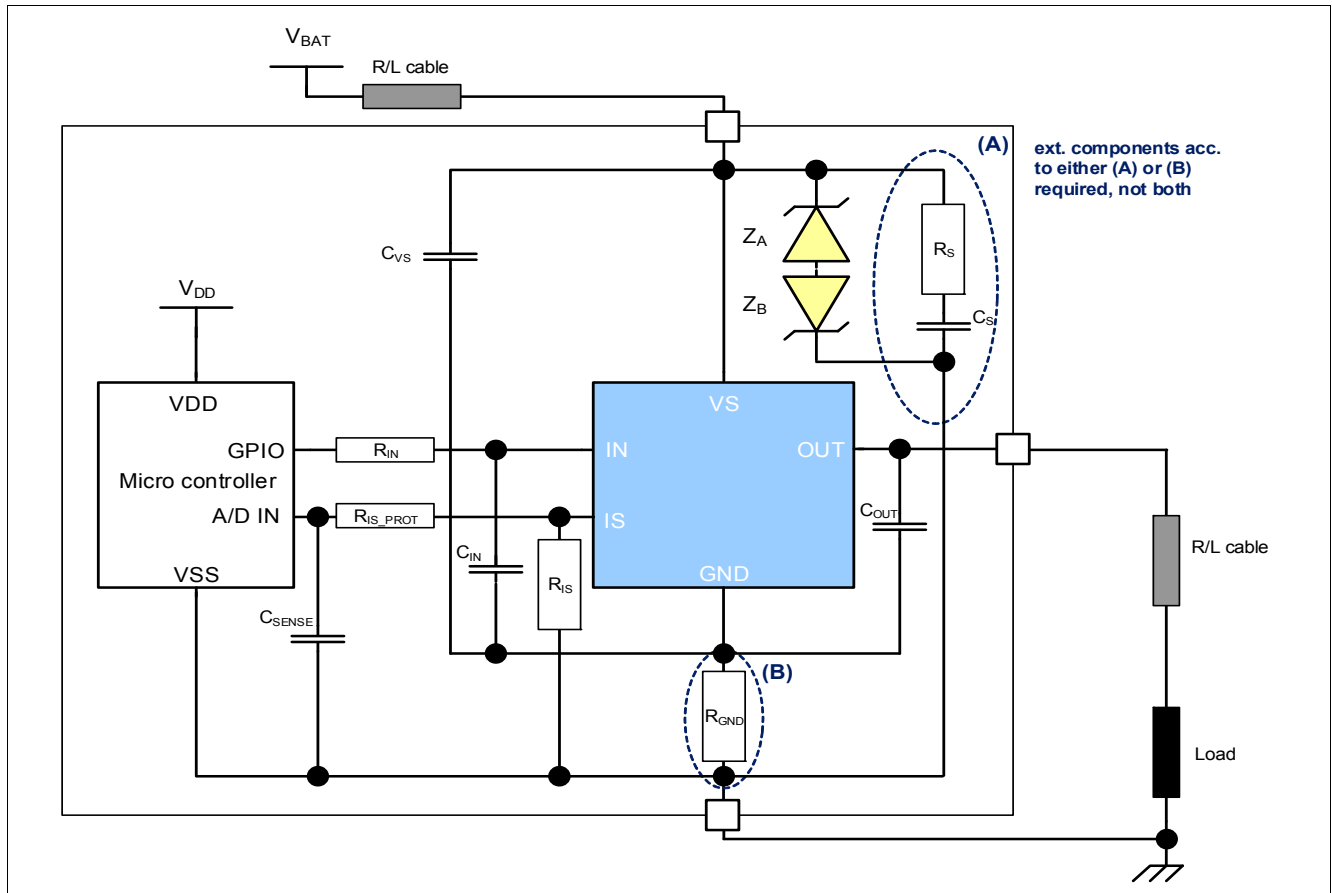 VBAT
R/L cable
(A)
ext. components acc.
to either (A) or (B)
required, not both
ZA
RS
CVS
VDD
ZB
CS
VDD
VS
GPIO
RIN
IN
OUT
Micro controller
A/D IN
RIS_PROT
IS
COUT
R/L cable
CIN
RIS
GND
VSS
CSENSE
(B)
RGND
Load